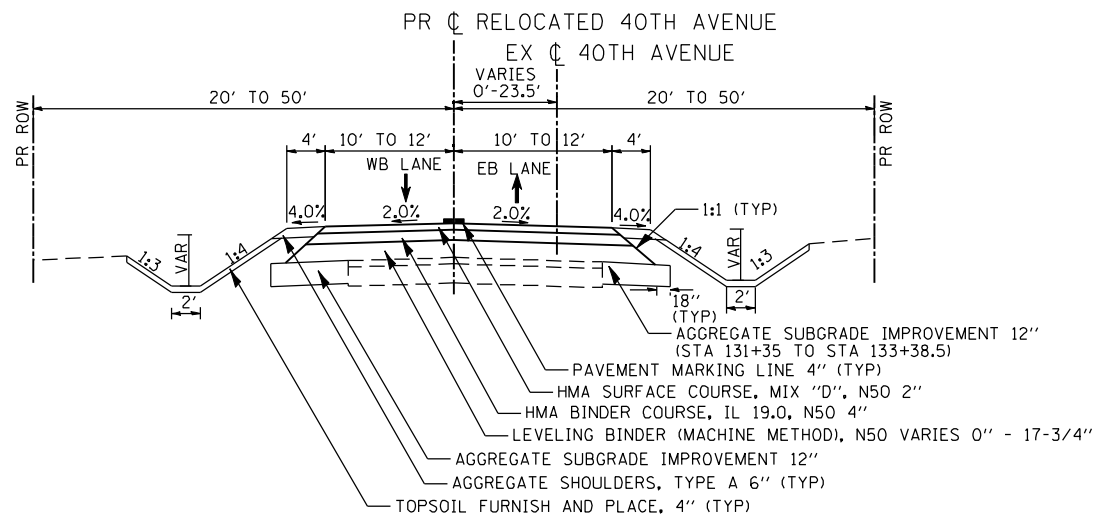 PR ℄ RELOCATED 40TH AVENUE
EX ℄ 40TH AVENUE
VARIES
0'-23.5'
20' TO 50'
20' TO 50'
PR ROW
PR ROW
4'
10' TO 12'
10' TO 12'
4'
WB LANE
EB LANE
4.0%
2.0%
2.0%
4.0%
1:1 (TYP)
1:3
VAR
1:4
1:4
VAR
1:3
2'
2'
18"
(TYP)
AGGREGATE SUBGRADE IMPROVEMENT 12"
(STA 131+35 TO STA 133+38.5)
PAVEMENT MARKING LINE 4" (TYP)
HMA SURFACE COURSE, MIX "D", N50 2"
HMA BINDER COURSE, IL 19.0, N50 4"
LEVELING BINDER (MACHINE METHOD), N50 VARIES 0" - 17-3/4"
AGGREGATE SUBGRADE IMPROVEMENT 12"
AGGREGATE SHOULDERS, TYPE A 6" (TYP)
TOPSOIL FURNISH AND PLACE, 4" (TYP)